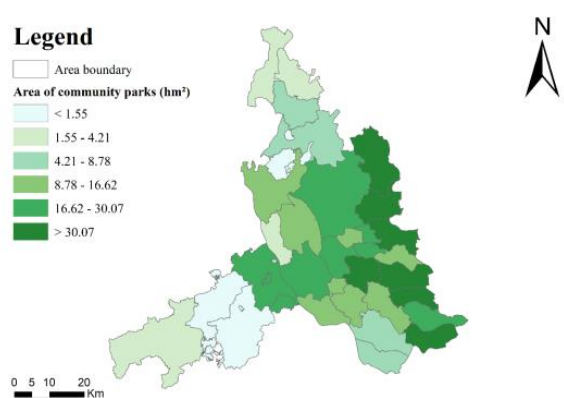 Legend
N
Area boundary
Area of community parks (hm²)
< 1.55
1.55 - 4.21
4.21 - 8.78
8.78 - 16.62
16.62 - 30.07
> 30.07
0 5 10 20
Km